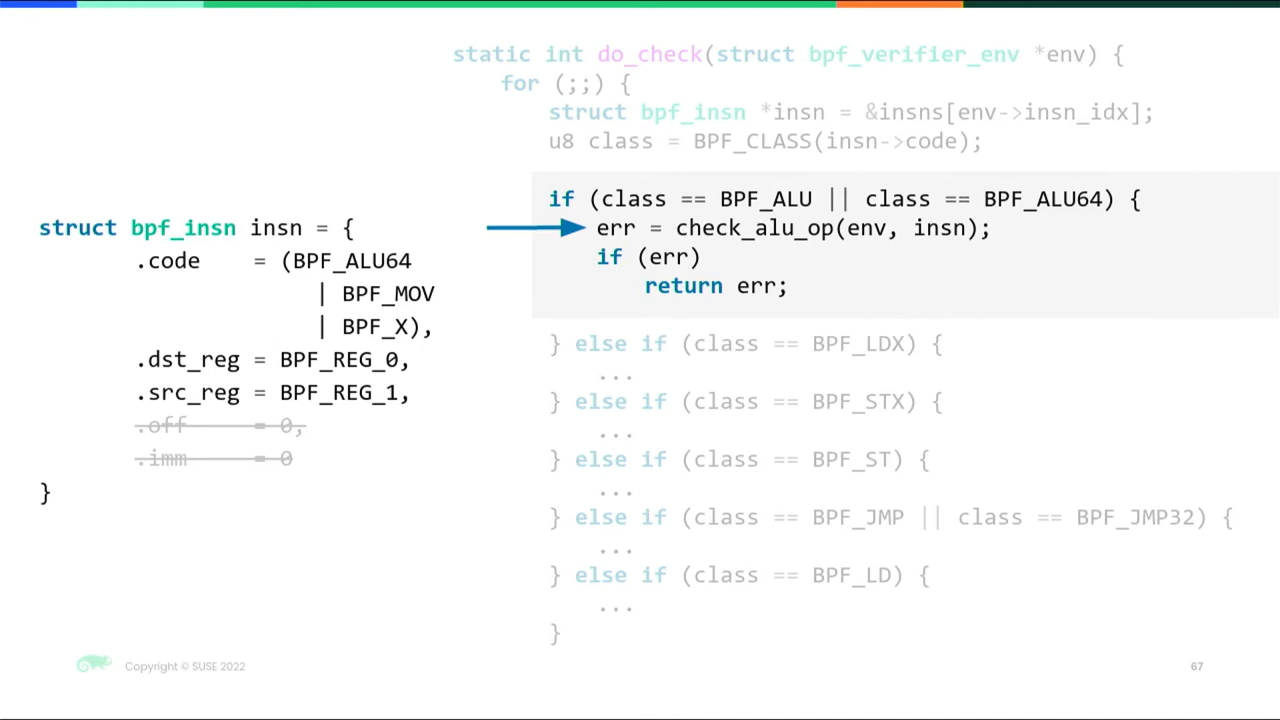 static int do_check(struct bpf_verifier_env *env) {
for (;;) {
struct bpf_insn *insn = &insns[env->insn_idx];
u8 class = BPF_CLASS(insn->code);
if (class == BPF_ALU || class == BPF_ALU64) {
err = check_alu_op(env, insn);
if (err)
return err;
} else if (class == BPF_LDX) {
...
} else if (class == BPF_STX) {
...
} else if (class == BPF_ST) {
...
} else if (class == BPF_JMP || class == BPF_JMP32) {
...
} else if (class == BPF_LD) {
...
}
struct bpf_insn insn = {
.code = (BPF_ALU64
| BPF_MOV
| BPF_X),
.dst_reg = BPF_REG_0,
.src_reg = BPF_REG_1,
.off = 0,
.imm = 0
}
Copyright © SUSE 2022
67